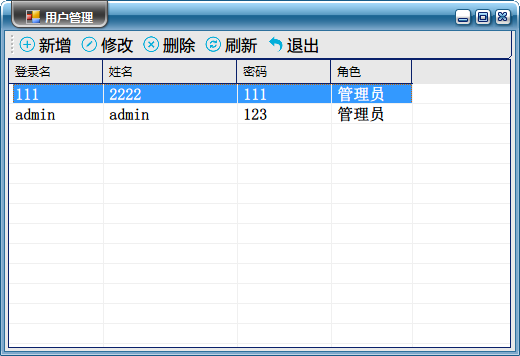 用户管理
新增 修改 删除 刷新 退出
登录名 姓名 密码 角色
111 2222 111 管理员
admin admin 123 管理员